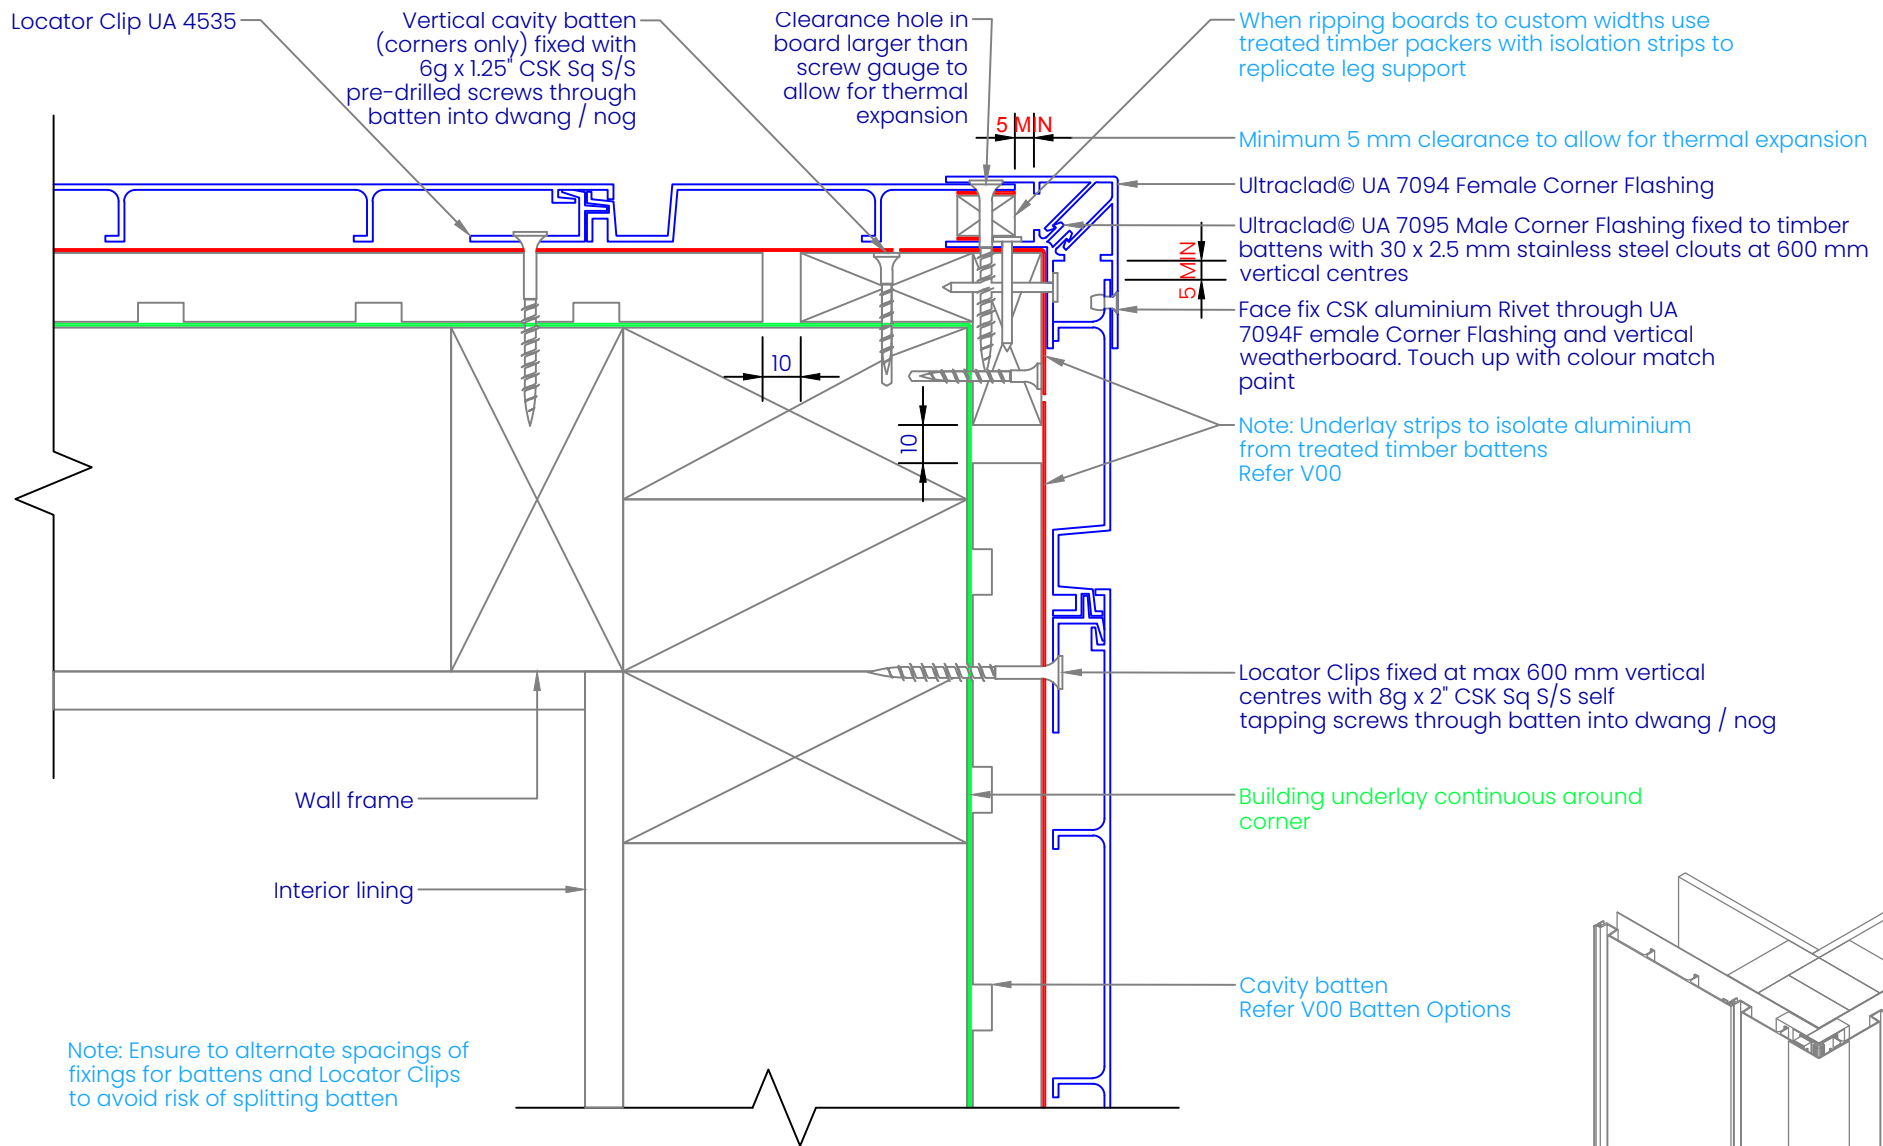 Locator Clip UA 4535
Vertical cavity batten
(corners only) fixed with
6g x 1.25" CSK Sq S/S
pre-drilled screws through
batten into dwang / nog
Clearance hole in
board larger than
screw gauge to
allow for thermal
expansion
When ripping boards to custom widths use
treated timber packers with isolation strips to
replicate leg support
5 MIN
Minimum 5 mm clearance to allow for thermal expansion
Ultraclad© UA 7094 Female Corner Flashing
Ultraclad© UA 7095 Male Corner Flashing fixed to timber
battens with 30 x 2.5 mm stainless steel clouts at 600 mm
vertical centres
5 MIN
Face fix CSK aluminium Rivet through UA
7094F emale Corner Flashing and vertical
weatherboard. Touch up with colour match
paint
10
10
Note: Underlay strips to isolate aluminium
from treated timber battens
Refer V00
Locator Clips fixed at max 600 mm vertical
centres with 8g x 2" CSK Sq S/S self
tapping screws through batten into dwang / nog
Wall frame
Building underlay continuous around
corner
Interior lining
Cavity batten
Refer V00 Batten Options
Note: Ensure to alternate spacings of
fixings for battens and Locator Clips
to avoid risk of splitting batten